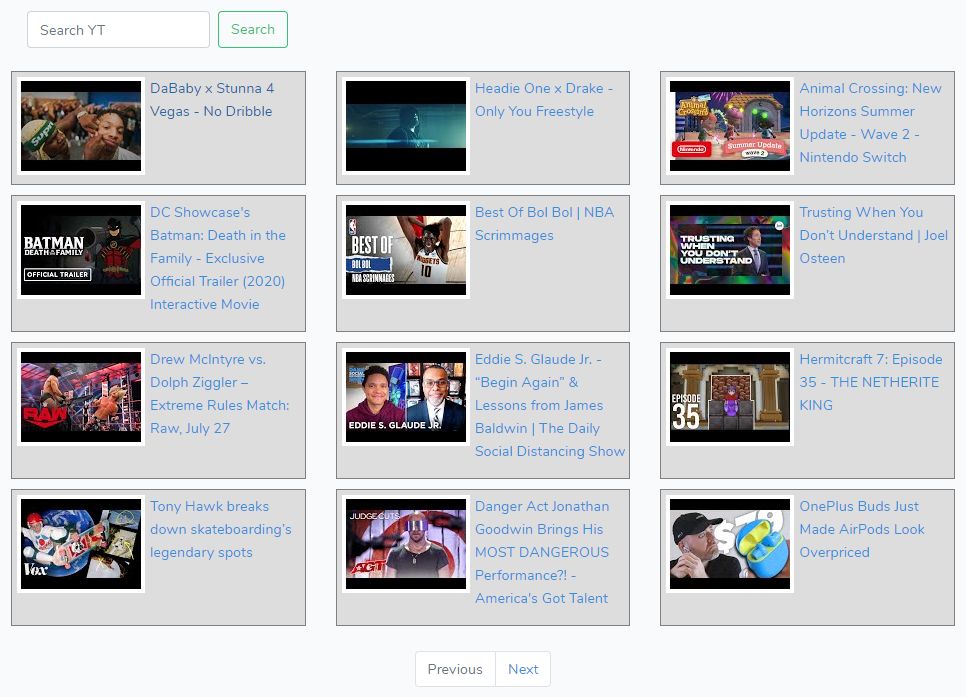 Search YT
Search
DaBaby x Stunna 4
Vegas - No Dribble
Headie One x Drake -
Only You Freestyle
Animal Crossing
Nintendo
Summer Update
wave 2
Animal Crossing: New
Horizons Summer
Update - Wave 2 -
Nintendo Switch
BATMAN
DEATH IN THE FAMILY
OFFICIAL TRAILER
DC Showcase's
Batman: Death in the
Family - Exclusive
Official Trailer (2020)
Interactive Movie
BEST OF
BOL BOL
NBA SCRIMMAGES
NUGGETS
10
Best Of Bol Bol | NBA
Scrimmages
TRUSTING
WHEN
YOU DON'T
UNDERSTAND
Trusting When You
Don’t Understand | Joel
Osteen
RAW
Drew McIntyre vs.
Dolph Ziggler –
Extreme Rules Match:
Raw, July 27
EDDIE S. GLAUDE JR.
Eddie S. Glaude Jr. -
“Begin Again” &
Lessons from James
Baldwin | The Daily
Social Distancing Show
EPISODE
35
Hermitcraft 7: Episode
35 - THE NETHERITE
KING
Vox
Tony Hawk breaks
down skateboarding’s
legendary spots
JUDGE CUTS
AGT
Danger Act Jonathan
Goodwin Brings His
MOST DANGEROUS
Performance?! -
America's Got Talent
OnePlus Buds Just
Made AirPods Look
Overpriced
Previous
Next